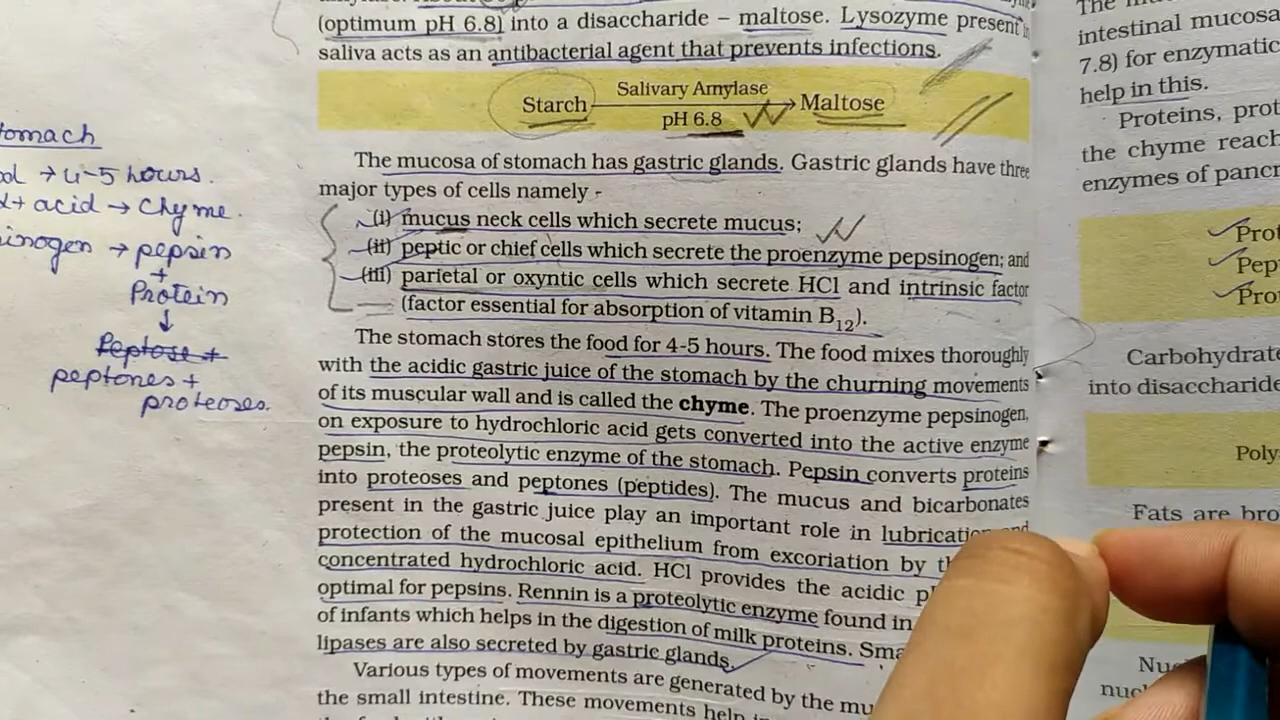 tomach
→ 4-5 hours.
+ acid → Chyme.
inogen → pepsin
+
Protein
↓
Peptose +
peptones +
proteoses.
(optimum pH 6.8) into a disaccharide – maltose. Lysozyme present in
saliva acts as an antibacterial agent that prevents infections.
Starch Salivary Amylase → Maltose
pH 6.8
The mucosa of stomach has gastric glands. Gastric glands have three
major types of cells namely -
(i) mucus neck cells which secrete mucus;
(ii) peptic or chief cells which secrete the proenzyme pepsinogen; and
(iii) parietal or oxyntic cells which secrete HCl and intrinsic factor
(factor essential for absorption of vitamin B12).
The stomach stores the food for 4-5 hours. The food mixes thoroughly
with the acidic gastric juice of the stomach by the churning movements
of its muscular wall and is called the chyme. The proenzyme pepsinogen,
on exposure to hydrochloric acid gets converted into the active enzyme
pepsin, the proteolytic enzyme of the stomach. Pepsin converts proteins
into proteoses and peptones (peptides). The mucus and bicarbonates
present in the gastric juice play an important role in lubrication and
protection of the mucosal epithelium from excoriation by
concentrated hydrochloric acid. HCl provides the acidic
optimal for pepsins. Rennin is a proteolytic enzyme found in
of infants which helps in the digestion of milk proteins.
lipases are also secreted by gastric glands.
Various types of movements are generated by the
the small intestine. These movements help
The
intestinal mucosa
7.8) for enzymatic
help in this.
Proteins,
the chyme
enzymes of
Carbohydrate
into disaccharide
Fats are